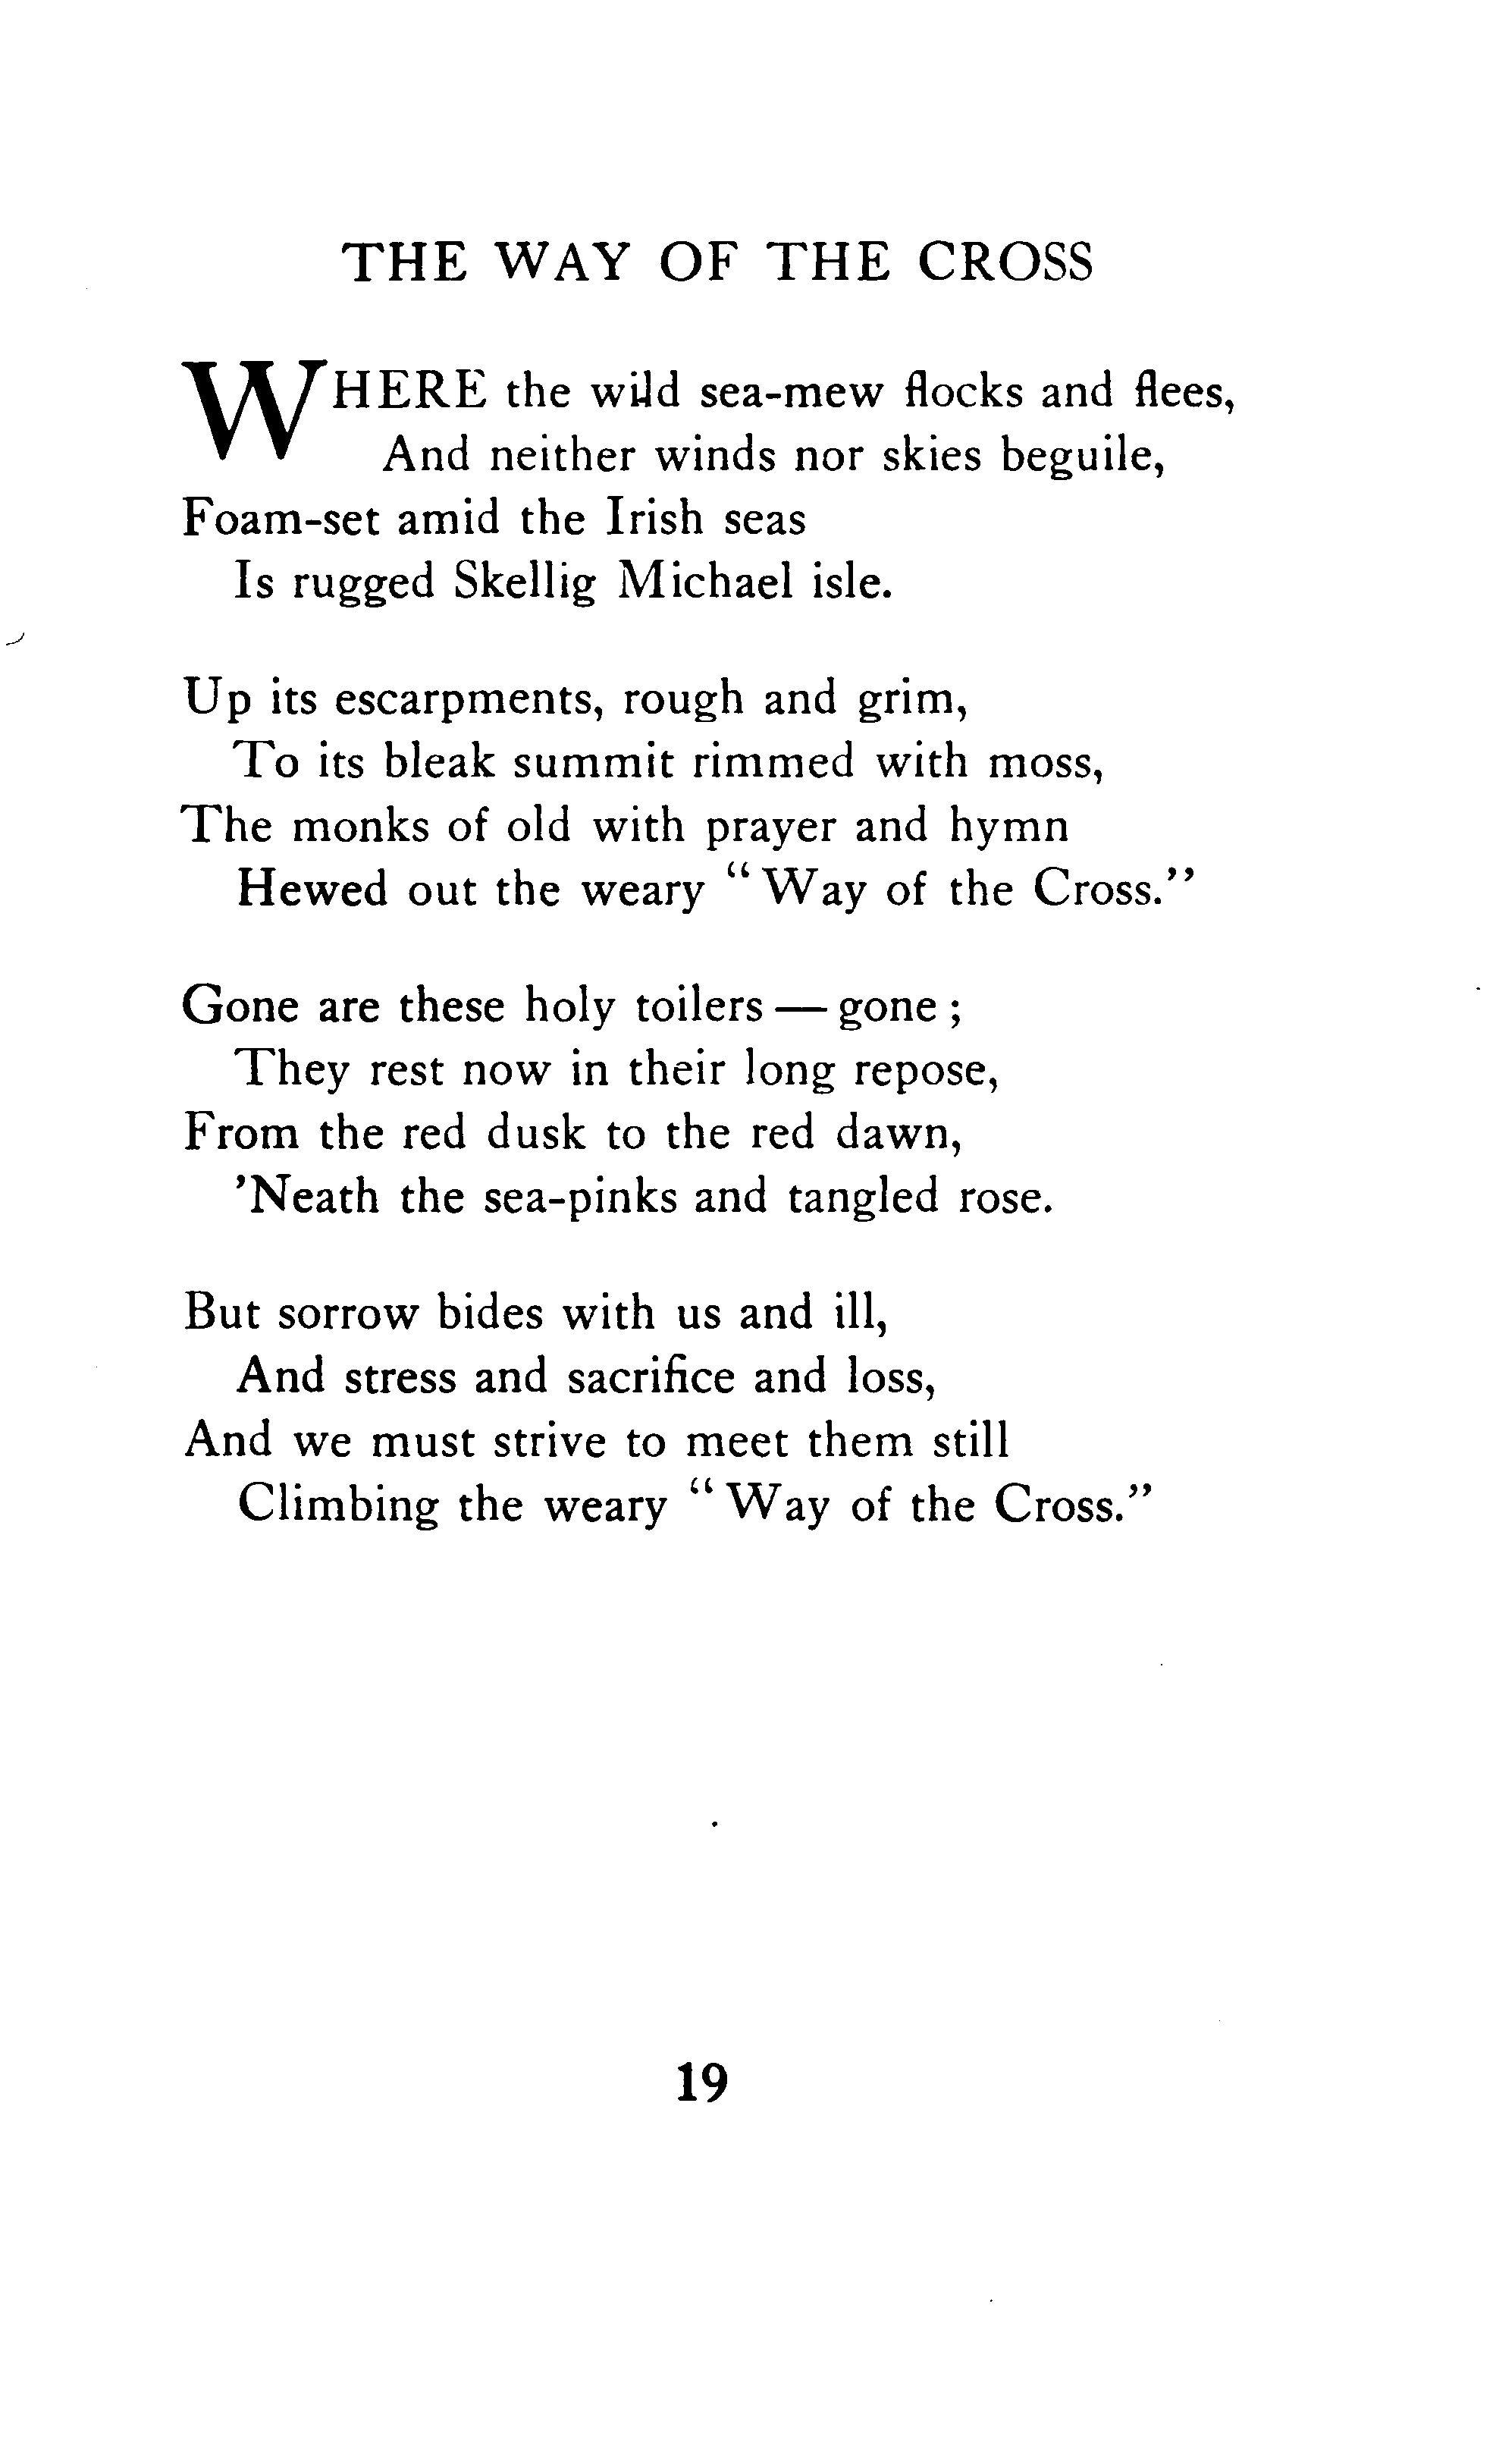 THE WAY OF THE CROSS
WHERE the wild sea-mew flocks and flees,
And neither winds nor skies beguile,
Foam-set amid the Irish seas
Is rugged Skellig Michael isle.
Up its escarpments, rough and grim,
To its bleak summit rimmed with moss,
The monks of old with prayer and hymn
Hewed out the weary “Way of the Cross.”
Gone are these holy toilers — gone ;
They rest now in their long repose,
From the red dusk to the red dawn,
’Neath the sea-pinks and tangled rose.
But sorrow bides with us and ill,
And stress and sacrifice and loss,
And we must strive to meet them still
Climbing the weary “Way of the Cross.”
19